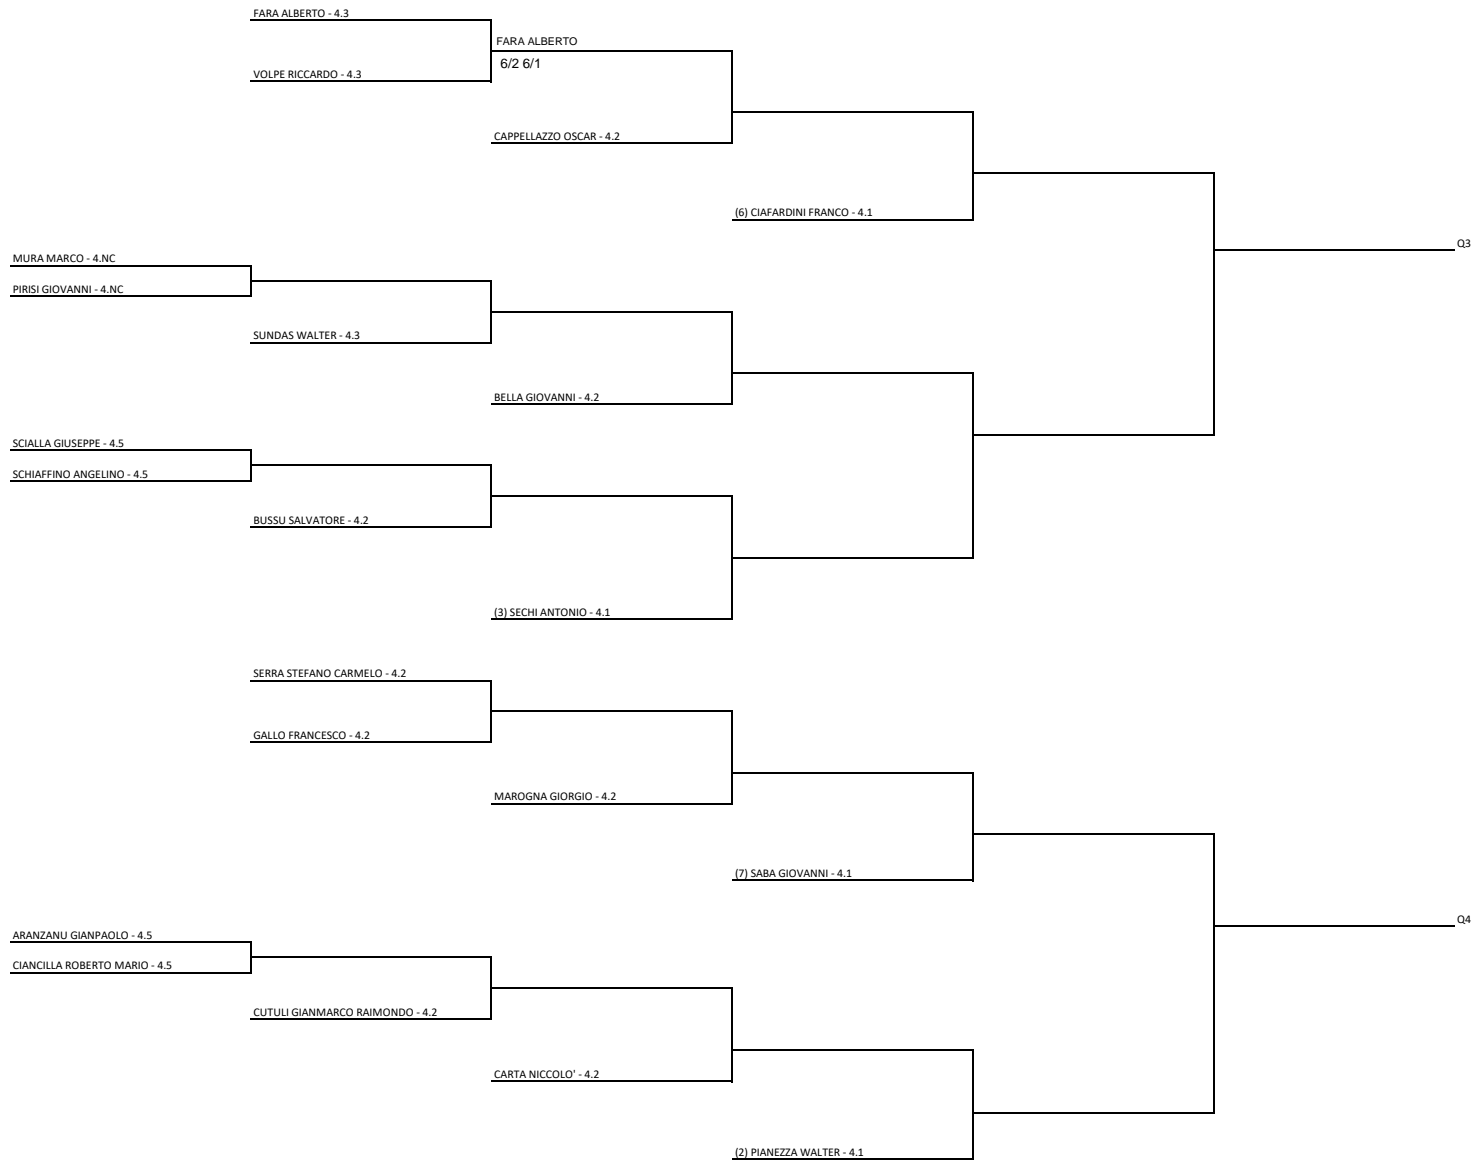 FARA ALBERTO - 4.3
FARA ALBERTO
6/2 6/1
VOLPE RICCARDO - 4.3
CAPPELLAZZO OSCAR - 4.2
(6) CIAFARDINI FRANCO - 4.1
Q3
MURA MARCO - 4.NC
PIRISI GIOVANNI - 4.NC
SUNDAS WALTER - 4.3
BELLA GIOVANNI - 4.2
SCIALLA GIUSEPPE - 4.5
SCHIAFFINO ANGELINO - 4.5
BUSSU SALVATORE - 4.2
(3) SECHI ANTONIO - 4.1
SERRA STEFANO CARMELO - 4.2
GALLO FRANCESCO - 4.2
MAROGNA GIORGIO - 4.2
(7) SABA GIOVANNI - 4.1
Q4
ARANZANU GIANPAOLO - 4.5
CIANCILLA ROBERTO MARIO - 4.5
CUTULI GIANMARCO RAIMONDO - 4.2
CARTA NICCOLO' - 4.2
(2) PIANEZZA WALTER - 4.1